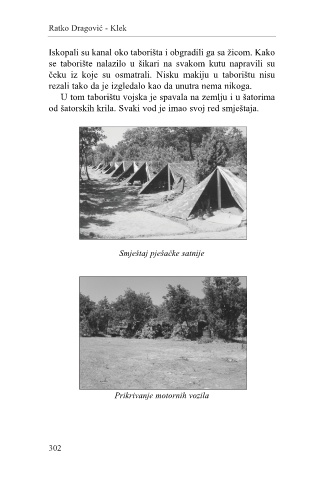 Ratko Dragović - Klek
Iskopali su kanal oko taborišta i obgradili ga sa žicom. Kako
se taborište nalazilo u šikari na svakom kutu napravili su
čeku iz koje su osmatrali. Nisku makiju u taborištu nisu
rezali tako da je izgledalo kao da unutra nema nikoga.
U tom taborištu vojska je spavala na zemlju i u šatorima
od šatorskih krila. Svaki vod je imao svoj red smještaja.
Smještaj pješačke satnije
Prikrivanje motornih vozila
302